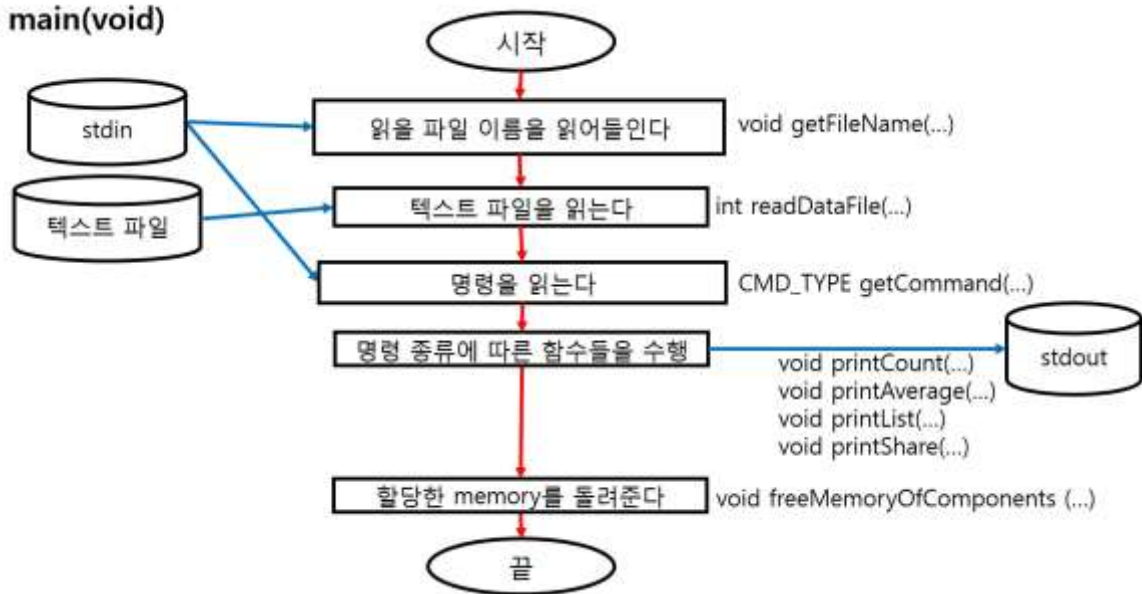 main(void)
시작
stdin
읽을 파일 이름을 읽어들인다
void getFileName(...)
텍스트 파일
텍스트 파일을 읽는다
int readDataFile(...)
명령을 읽는다
CMD_TYPE getCommand(...)
명령 종류에 따른 함수들을 수행
stdout
void printCount(...)
void printAverage(...)
void printList(...)
void printShare(...)
할당한 memory를 돌려준다
void freeMemoryOfComponents (...)
끝